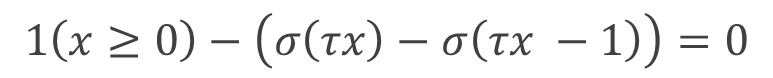 1(x ≥ 0) − (σ(τx) − σ(τx − 1)) = 0